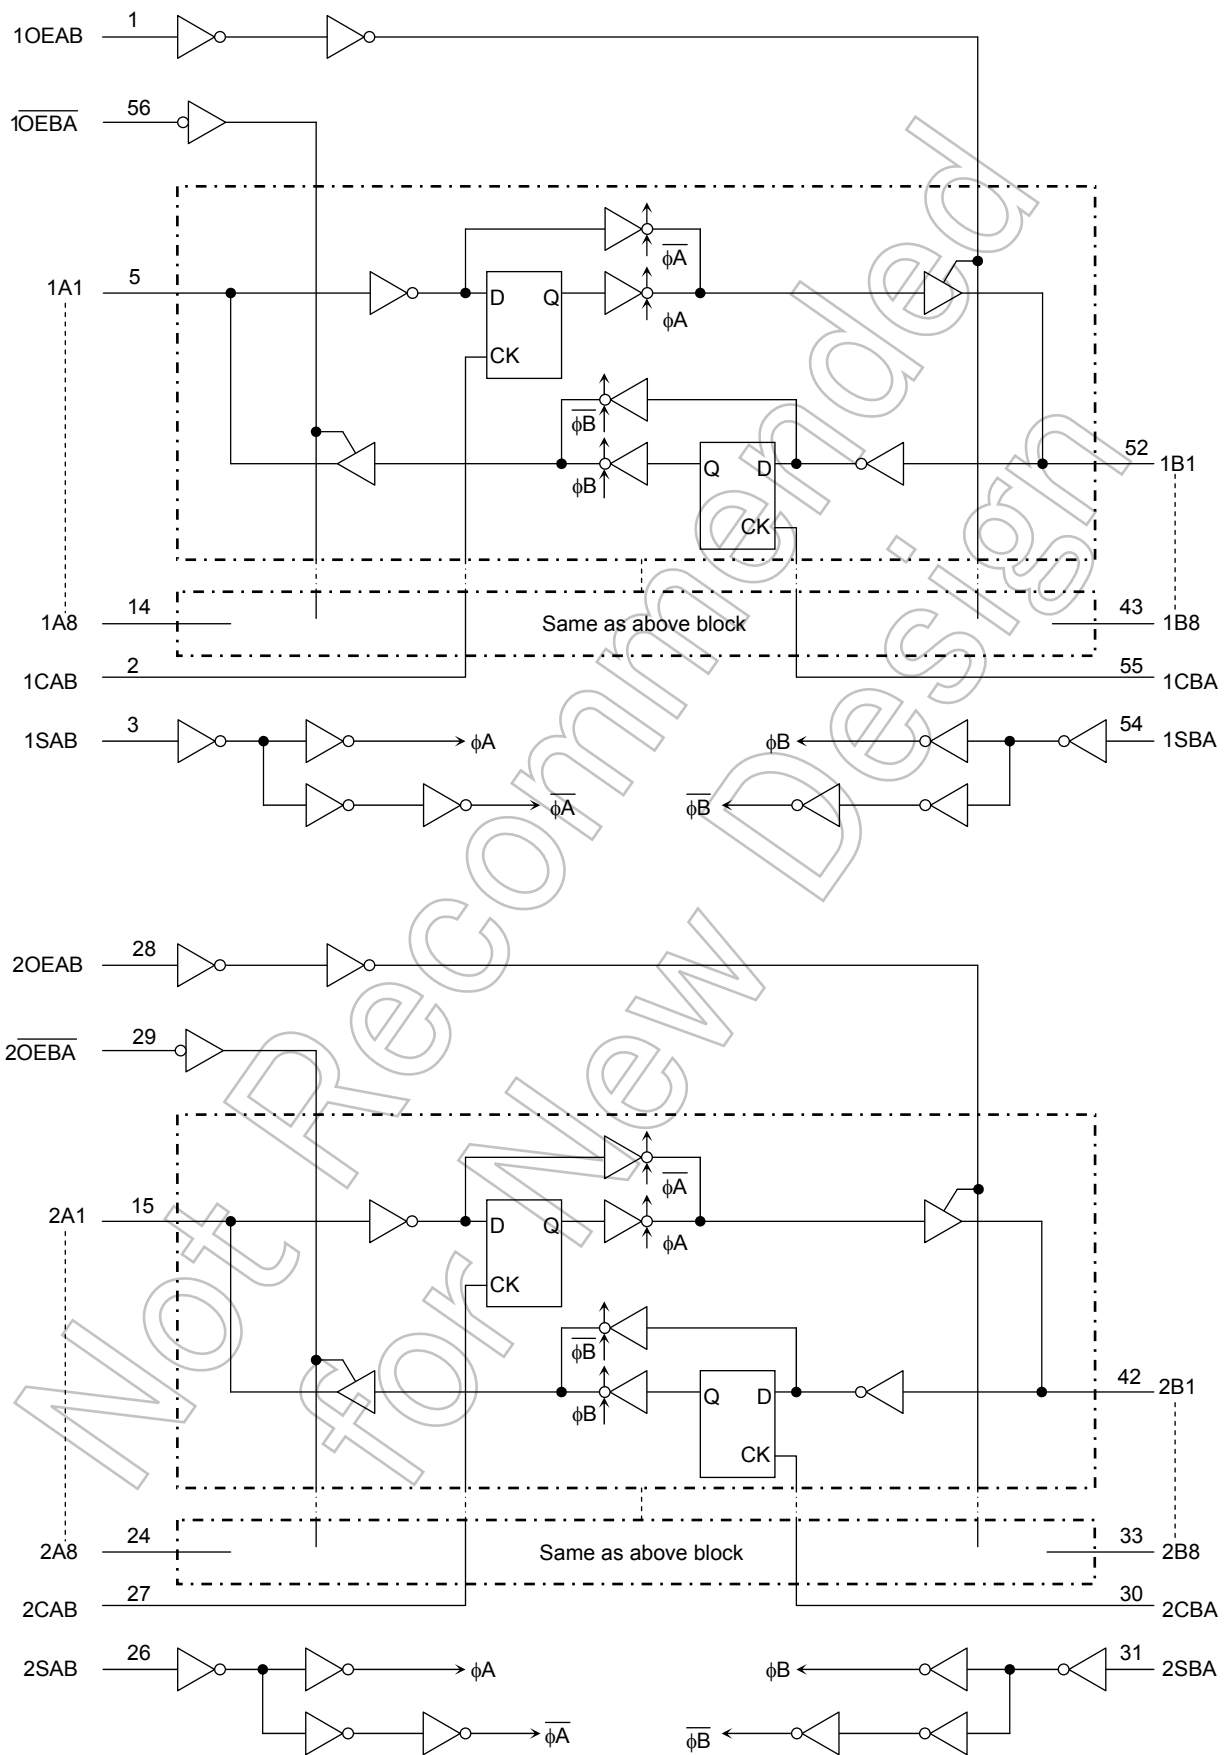 1OEAB 1
1OEBA 56
φA
1A1 5
D Q
φA
CK
φB
52
1B1
φB
Q D
CK
1A8 14
Same as above block
43 1B8
1CAB 2
55 1CBA
1SAB 3
φA
φB
54 1SBA
φA
φB
2OEAB 28
2OEBA 29
φA
2A1 15
D Q
φA
CK
φB
42
2B1
φB
Q D
CK
2A8 24
Same as above block
33 2B8
2CAB 27
30 2CBA
2SAB 26
φA
φB
31 2SBA
φA
φB
Not Recommended
for New Design